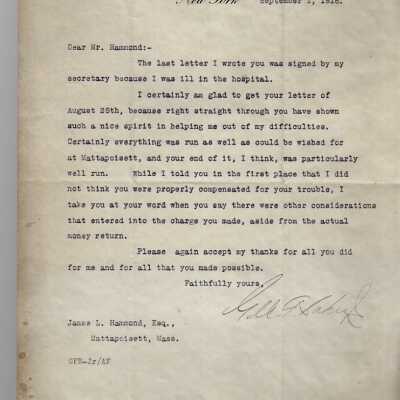 New York
September 2, 1916.
Dear Mr. Hammond:-
The last letter I wrote you was signed by my
secretary because I was ill in the hospital.
I certainly am glad to get your letter of
August 25th, because right straight through you have shown
such a nice spirit in helping me out of my difficulties.
Certainly everything was run as well as could be wished for
at Mattapoisett, and your end of it, I think, was particularly
well run. While I told you in the first place that I did
not think you were properly compensated for your trouble, I
take you at your word when you say there were other considerations
that entered into the charge you made, aside from the actual
money return.
Please again accept my thanks for all you did
for me and for all that you made possible.
Faithfully yours,
James L. Hammond, Esq.,
Mattapoisett, Mass.